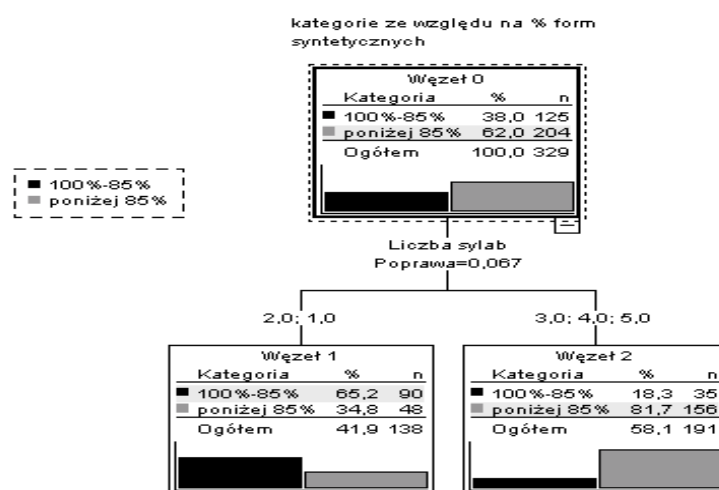 kategorie ze względu na % form
syntetycznych
Węzeł 0
Kategoria % n
100%-85% 38,0 125
poniżej 85% 62,0 204
Ogółem 100,0 329
100%-85%
poniżej 85%
Liczba sylab
Poprawa=0,067
2,0; 1,0
3,0; 4,0; 5,0
Węzeł 1
Kategoria % n
100%-85% 65,2 90
poniżej 85% 34,8 48
Ogółem 41,9 138
Węzeł 2
Kategoria % n
100%-85% 18,3 35
poniżej 85% 81,7 156
Ogółem 58,1 191